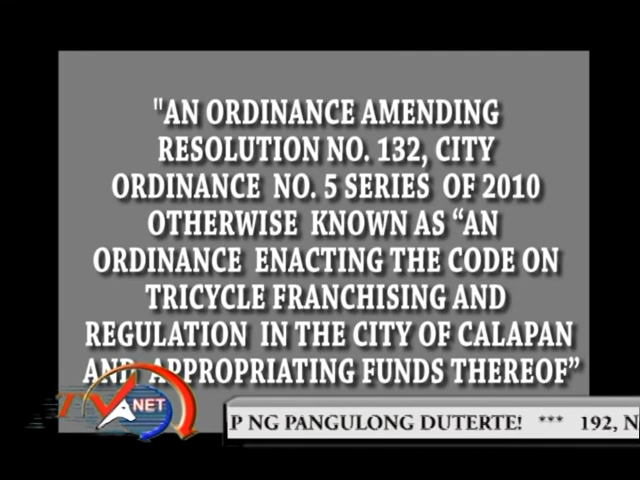 "AN ORDINANCE AMENDING
RESOLUTION NO. 132, CITY
ORDINANCE NO. 5 SERIES OF 2010
OTHERWISE KNOWN AS “AN
ORDINANCE ENACTING THE CODE ON
TRICYCLE FRANCHISING AND
REGULATION IN THE CITY OF CALAPAN
AND APPROPRIATING FUNDS THEREOF”
TV NET
P NG PANGULONG DUTERTE! *** 192, N